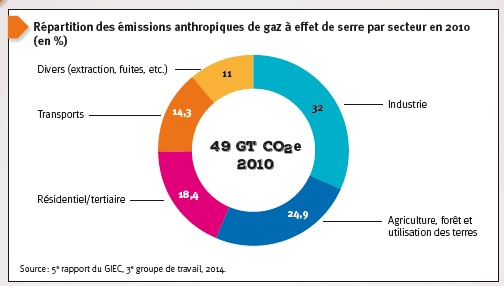 Répartition des émissions anthropiques de gaz à effet de serre par secteur en 2010
(en %)
Divers (extraction, fuites, etc.)
11
32
Industrie
Transports
14,3
49 GT CO2e
2010
Résidentiel/tertiaire
18,4
24,9
Agriculture, forêt et
utilisation des terres
Source : 5e rapport du GIEC, 3e groupe de travail, 2014.